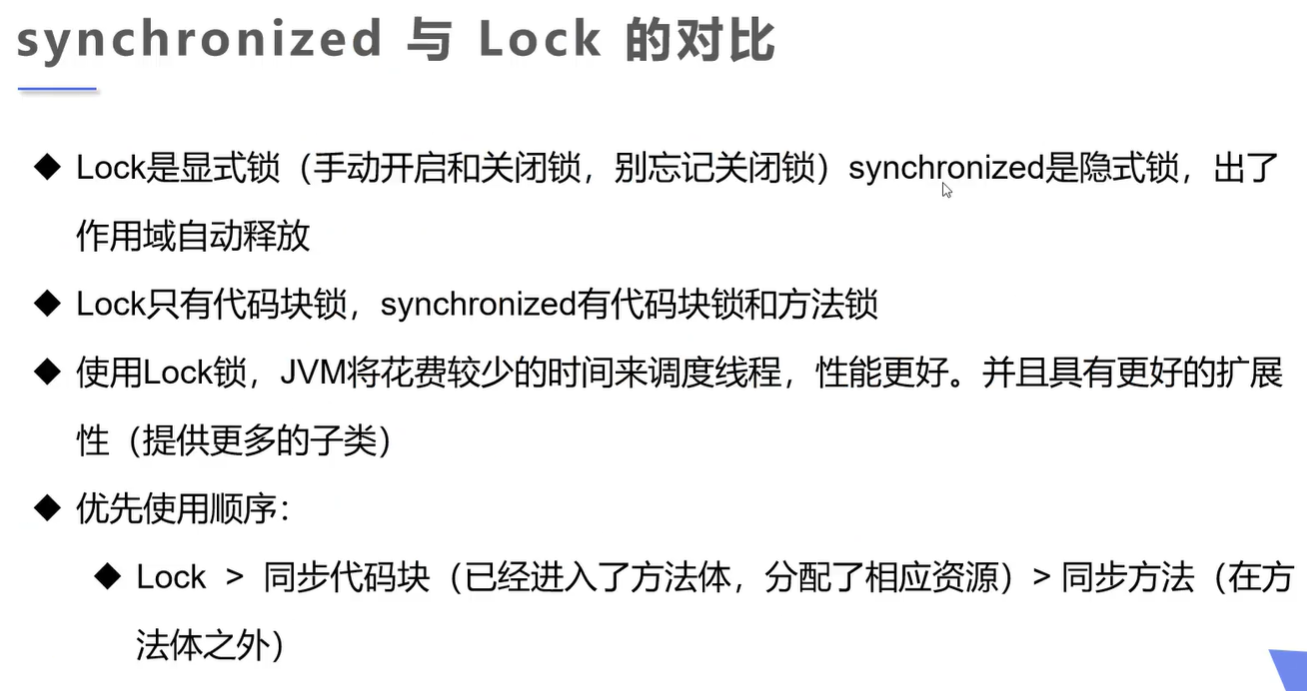 synchronized 与 Lock 的对比
◆ Lock是显式锁（手动开启和关闭锁，别忘记关闭锁）synchronized是隐式锁，出了
作用域自动释放
◆ Lock只有代码块锁，synchronized有代码块锁和方法锁
◆ 使用Lock锁，JVM将花费较少的时间来调度线程，性能更好。并且具有更好的扩展
性（提供更多的子类）
◆ 优先使用顺序：
◆ Lock > 同步代码块（已经进入了方法体，分配了相应资源）> 同步方法（在方
法体之外）